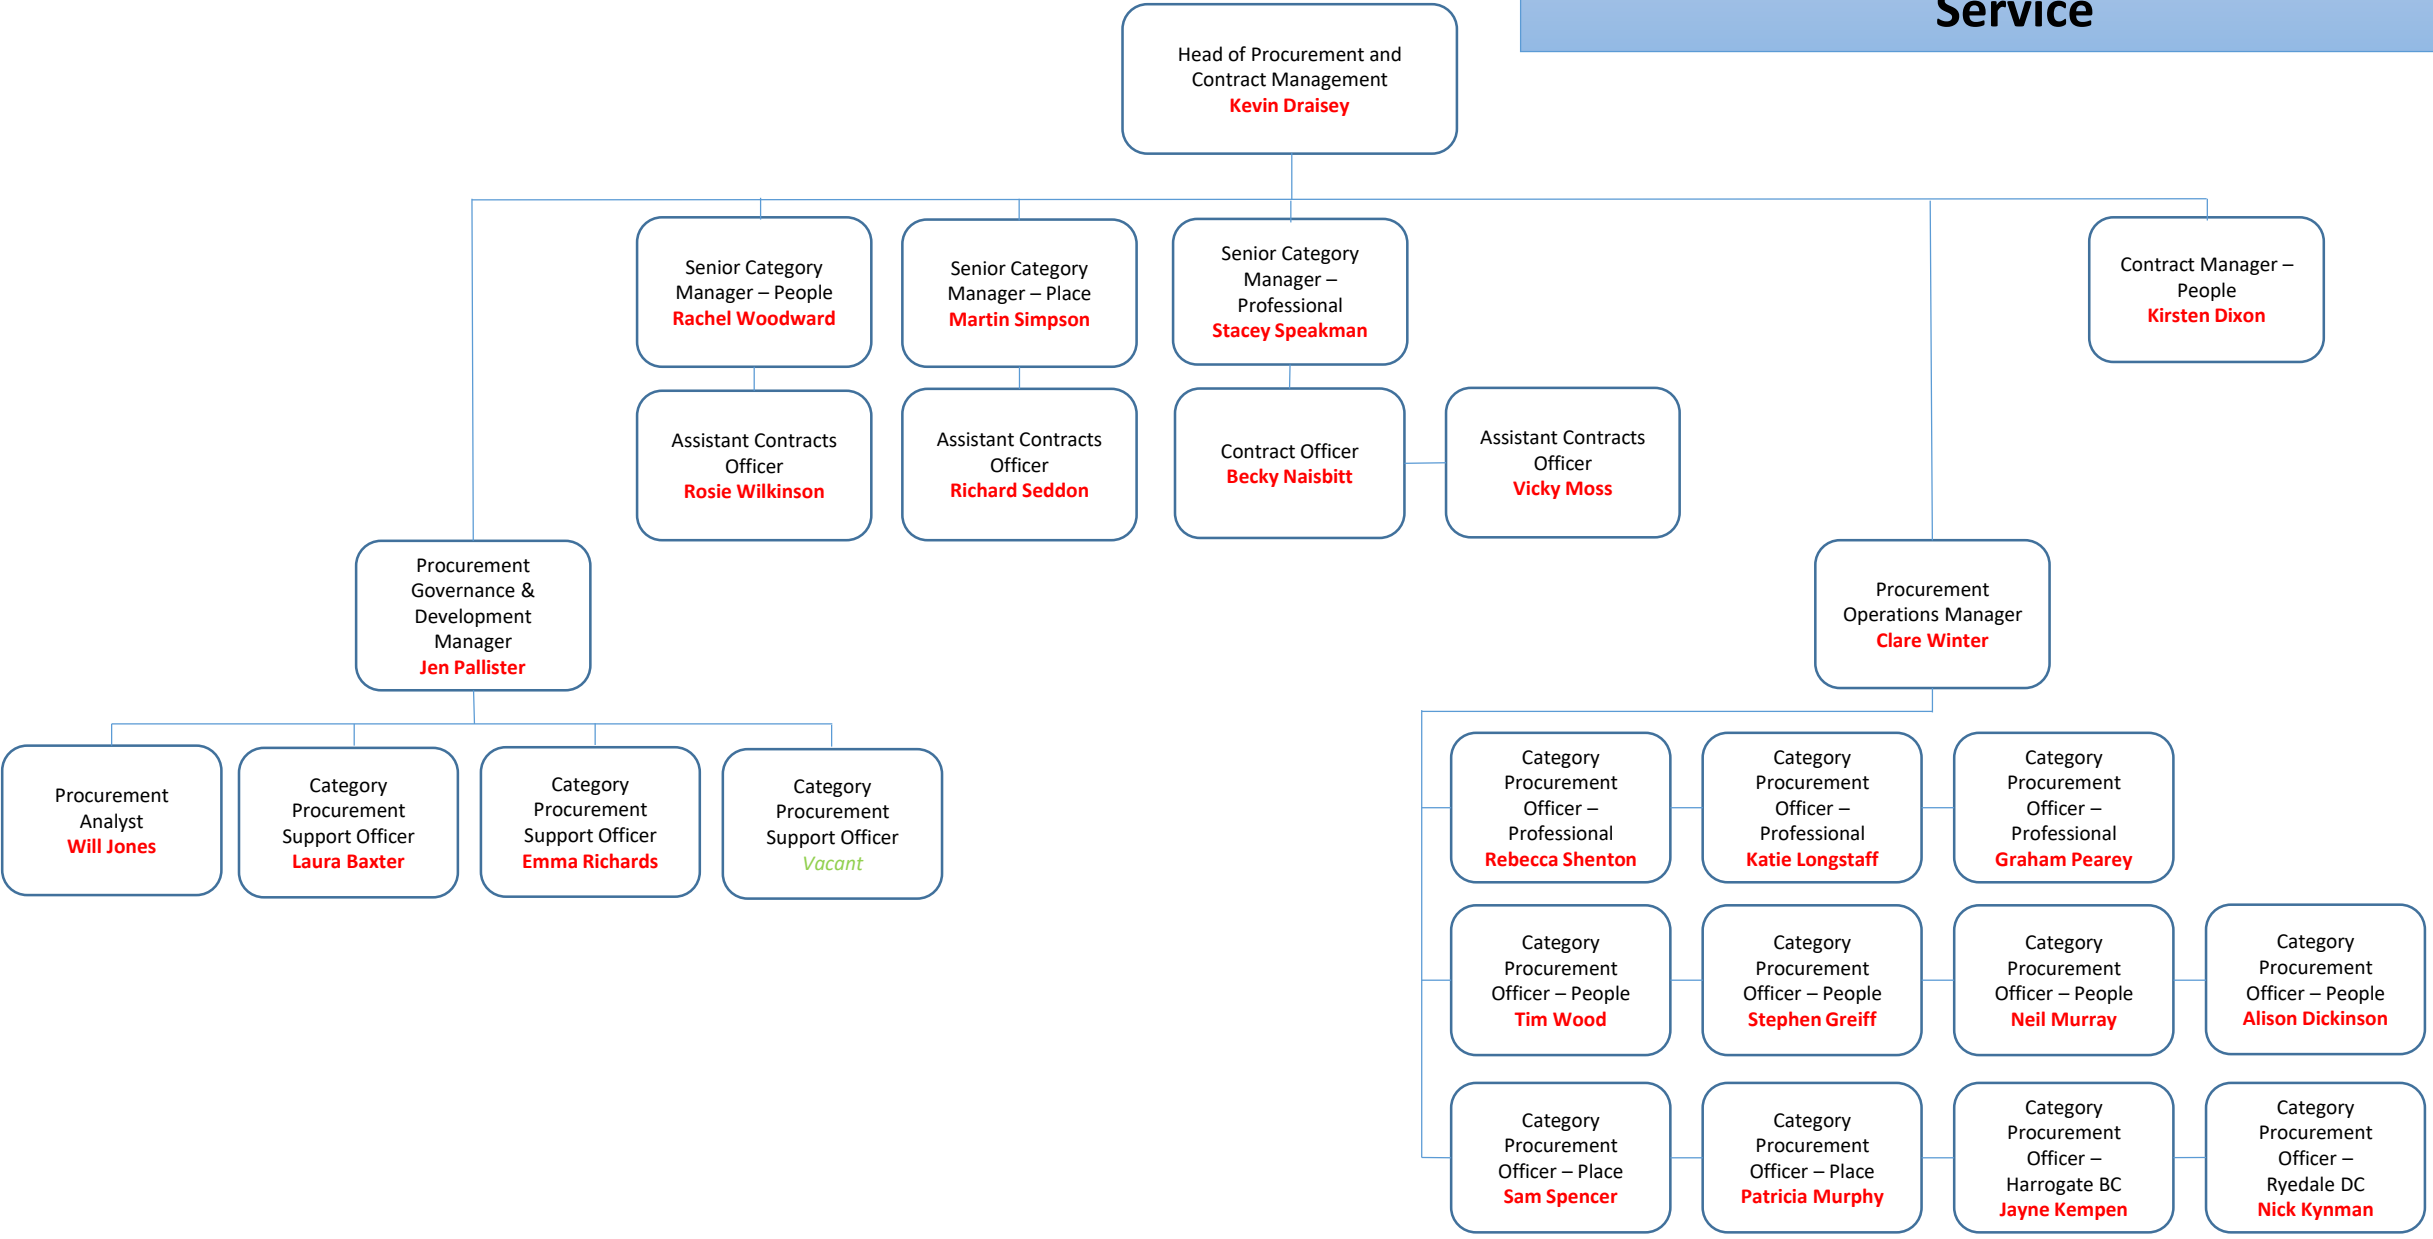 Service
Head of Procurement and
Contract Management
Kevin Draisey
Senior Category
Manager – People
Rachel Woodward
Senior Category
Manager – Place
Martin Simpson
Senior Category
Manager –
Professional
Stacey Speakman
Contract Manager –
People
Kirsten Dixon
Assistant Contracts
Officer
Rosie Wilkinson
Assistant Contracts
Officer
Richard Seddon
Contract Officer
Becky Naisbitt
Assistant Contracts
Officer
Vicky Moss
Procurement
Governance &
Development
Manager
Jen Pallister
Procurement
Operations Manager
Clare Winter
Procurement
Analyst
Will Jones
Category
Procurement
Support Officer
Laura Baxter
Category
Procurement
Support Officer
Emma Richards
Category
Procurement
Support Officer
Vacant
Category
Procurement
Officer –
Professional
Rebecca Shenton
Category
Procurement
Officer –
Professional
Katie Longstaff
Category
Procurement
Officer –
Professional
Graham Pearey
Category
Procurement
Officer – People
Tim Wood
Category
Procurement
Officer – People
Stephen Greiff
Category
Procurement
Officer – People
Neil Murray
Category
Procurement
Officer – People
Alison Dickinson
Category
Procurement
Officer – Place
Sam Spencer
Category
Procurement
Officer – Place
Patricia Murphy
Category
Procurement
Officer –
Harrogate BC
Jayne Kempen
Category
Procurement
Officer –
Ryedale DC
Nick Kynman